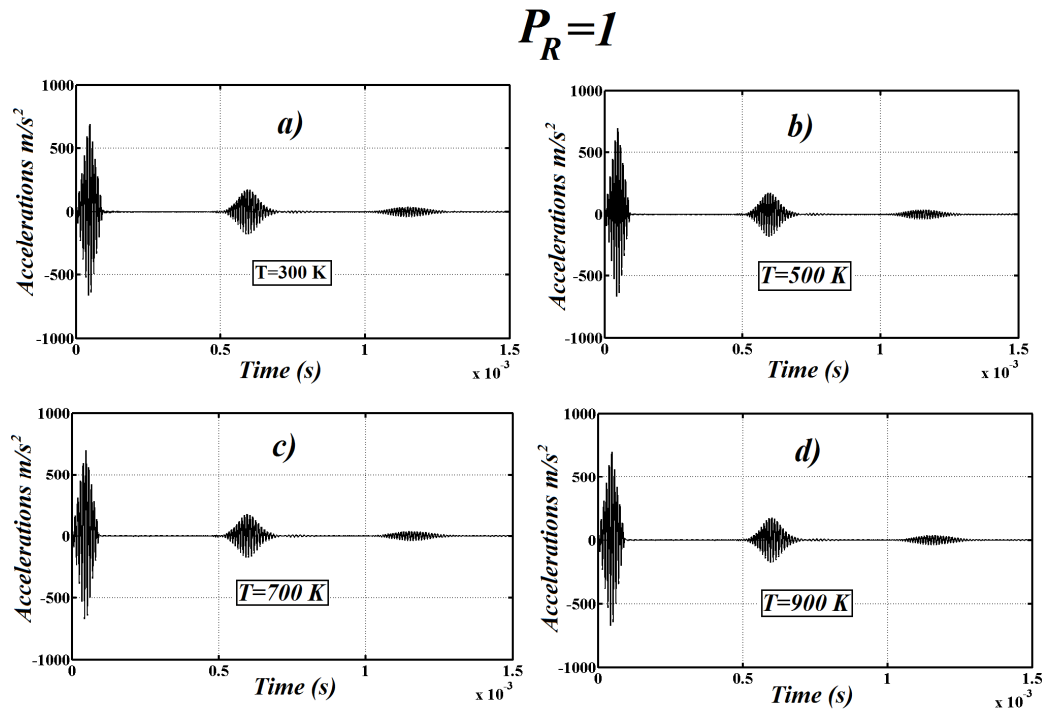 P_R=1
a)
Accelerations m/s²
1000
500
0
-500
-1000
T=300 K
0 0.5 1 1.5
Time (s)
x 10⁻³
b)
Accelerations m/s²
1000
500
0
-500
-1000
T=500 K
0 0.5 1 1.5
Time (s)
x 10⁻³
c)
Accelerations m/s²
1000
500
0
-500
-1000
T=700 K
0 0.5 1 1.5
Time (s)
x 10⁻³
d)
Accelerations m/s²
1000
500
0
-500
-1000
T=900 K
0 0.5 1 1.5
Time (s)
x 10⁻³